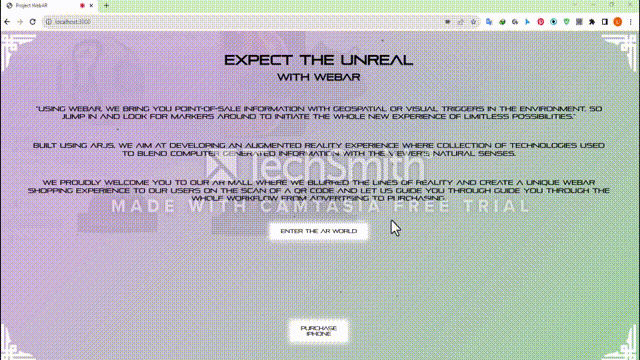 Project WebAR
localhost:3000
EXPECT THE UNREAL
WITH WEBAR
"USING WEBAR, WE BRING YOU POINT-OF-SALE INFORMATION WITH GEOSPATIAL OR VISUAL TRIGGERS IN THE ENVIRONMENT, SO
JUMP IN AND LOOK FOR MARKERS AROUND TO INITIATE THE WHOLE NEW EXPERIENCE OF LIMITLESS POSSIBILITIES."
BUILT USING AR.JS, WE AIM AT DEVELOPING AN AUGMENTED REALITY EXPERIENCE WHERE COLLECTION OF TECHNOLOGIES USED
TO BLEND COMPUTER GENERATED INFORMATION WITH THE VIEWER'S NATURAL SENSES.
TechSmith
WE PROUDLY WELCOME YOU TO OUR AR MALL WHERE WE BLURRED THE LINES OF REALITY AND CREATE A UNIQUE WEBAR
SHOPPING EXPERIENCE TO OUR USERS ON THE SCAN OF A QR CODE AND LET US GUIDE YOU THROUGH GUIDE YOU THROUGH THE
WHOLE WORKFLOW FROM ADVERTISING TO PURCHASING.
MADE WITH CAMTASIA FREE TRIAL
ENTER THE AR WORLD
PURCHASE
IPHONE